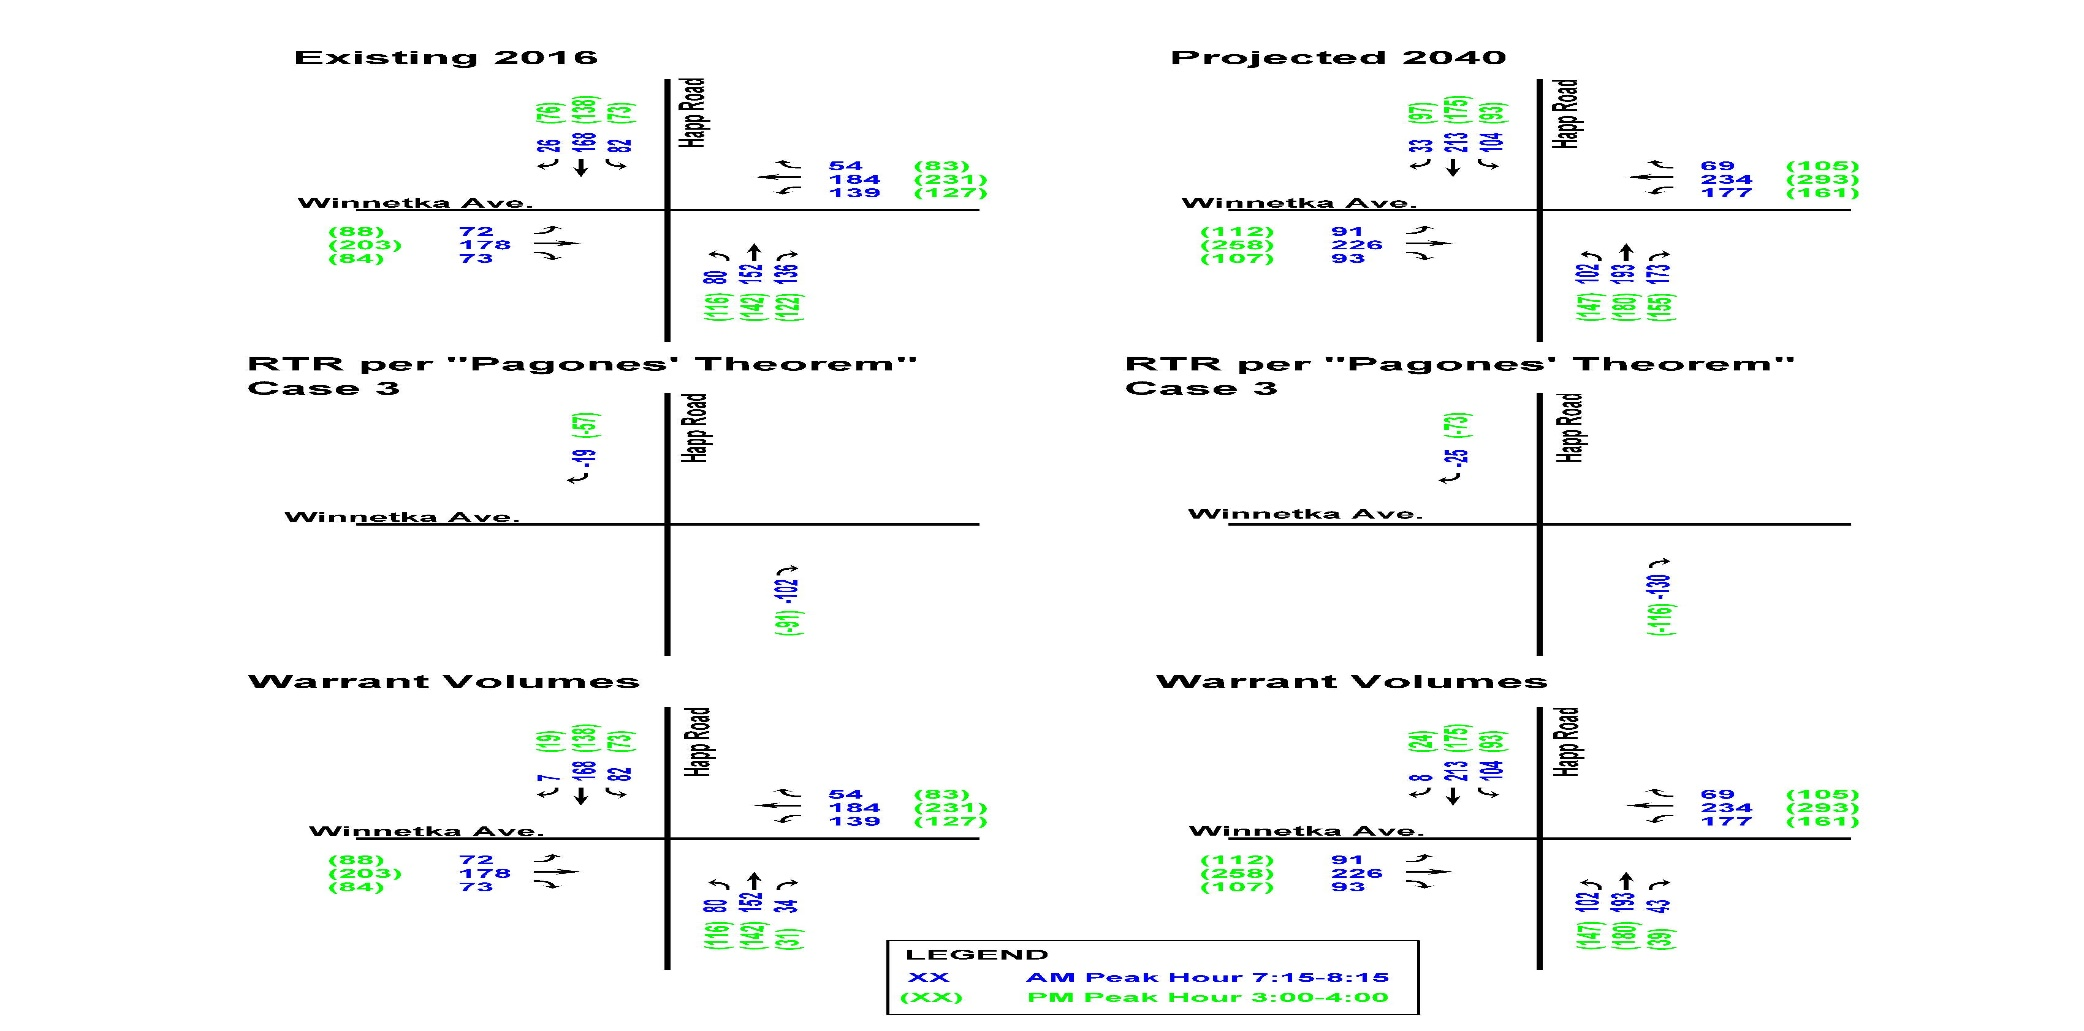 Existing 2016
Happ Road
(76) (138) (73)
26 168 82
54 (83)
184 (231)
139 (127)
Winnetka Ave.
(88) 72
(203) 178
(84) 73
80 152 136
(116) (142) (122)
Projected 2040
Happ Road
(97) (175) (93)
33 213 104
69 (105)
234 (293)
177 (161)
Winnetka Ave.
(112) 91
(258) 226
(107) 93
102 193 173
(147) (180) (155)
RTR per "Pagones' Theorem"
Case 3
Happ Road
-19 (-57)
Winnetka Ave.
(-91) -102
RTR per "Pagones' Theorem"
Case 3
Happ Road
-25 (-73)
Winnetka Ave.
(-116) -130
Warrant Volumes
Happ Road
(19) (138) (73)
7 168 82
54 (83)
184 (231)
139 (127)
Winnetka Ave.
(88) 72
(203) 178
(84) 73
80 152 34
(116) (142) (31)
Warrant Volumes
Happ Road
(24) (175) (93)
8 213 104
69 (105)
234 (293)
177 (161)
Winnetka Ave.
(112) 91
(258) 226
(107) 93
102 193 43
(147) (180) (39)
LEGEND
XX AM Peak Hour 7:15-8:15
(XX) PM Peak Hour 3:00-4:00